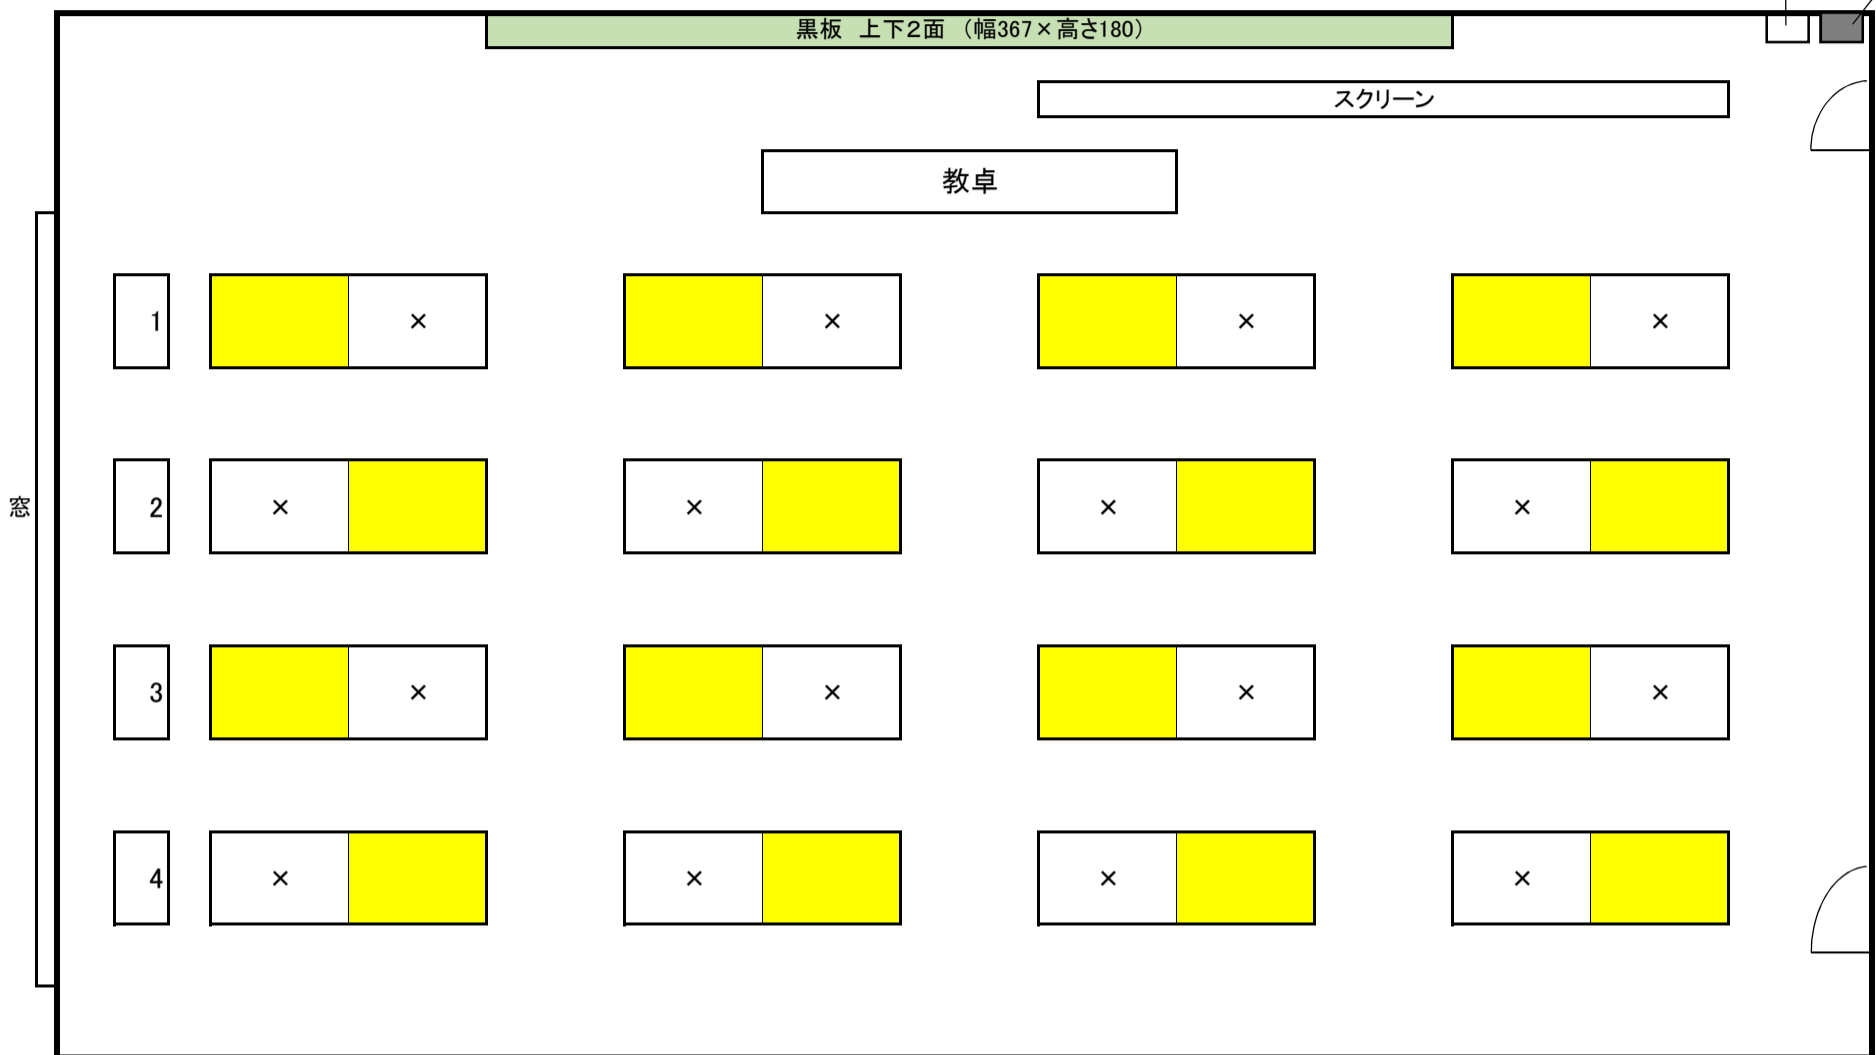 黒板　上下２面　（幅367×高さ180）
スクリーン
教卓
1 × × × ×
窓
2 × × × ×
3 × × × ×
4 × × × ×